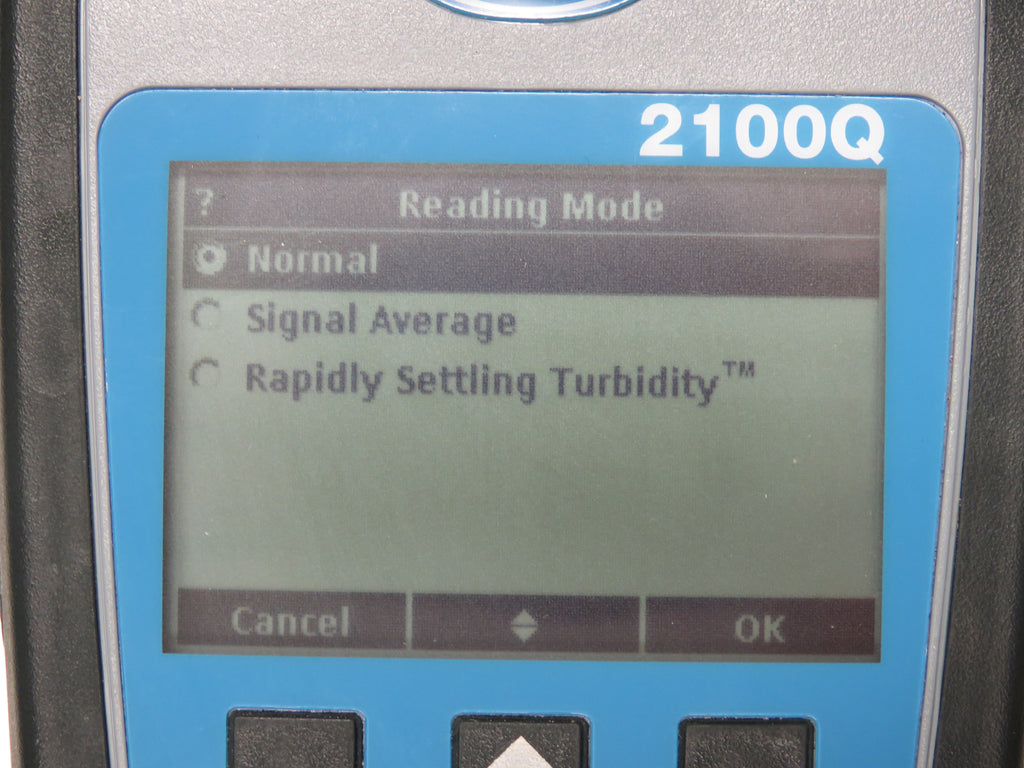 2100Q
? Reading Mode
Normal
Signal Average
Rapidly Settling Turbidity™
Cancel OK